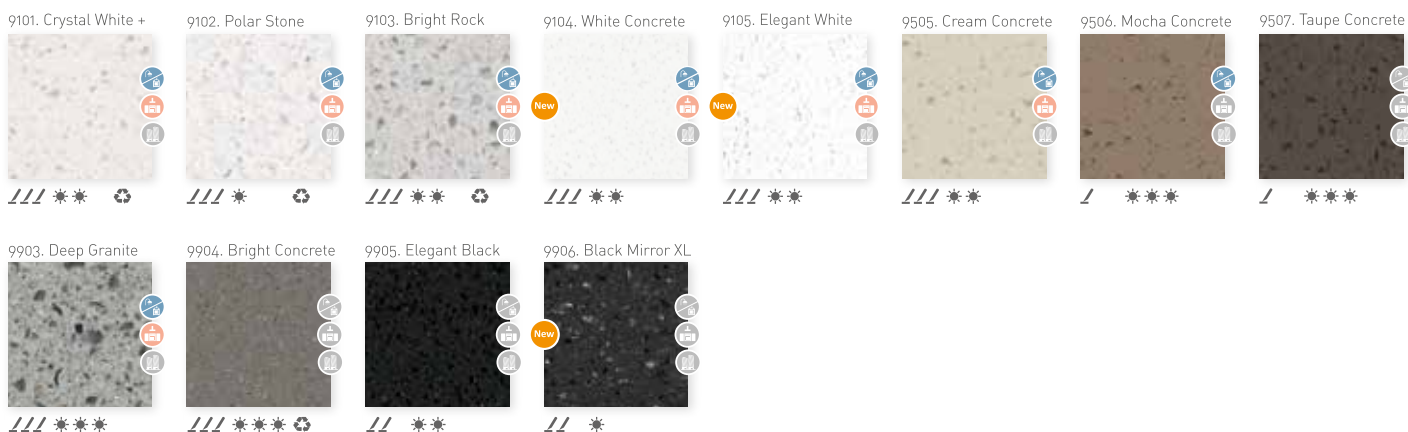 9101. Crystal White +
9102. Polar Stone
9103. Bright Rock
9104. White Concrete
9105. Elegant White
9505. Cream Concrete
9506. Mocha Concrete
9507. Taupe Concrete
New
New
9903. Deep Granite
9904. Bright Concrete
9905. Elegant Black
9906. Black Mirror XL
New